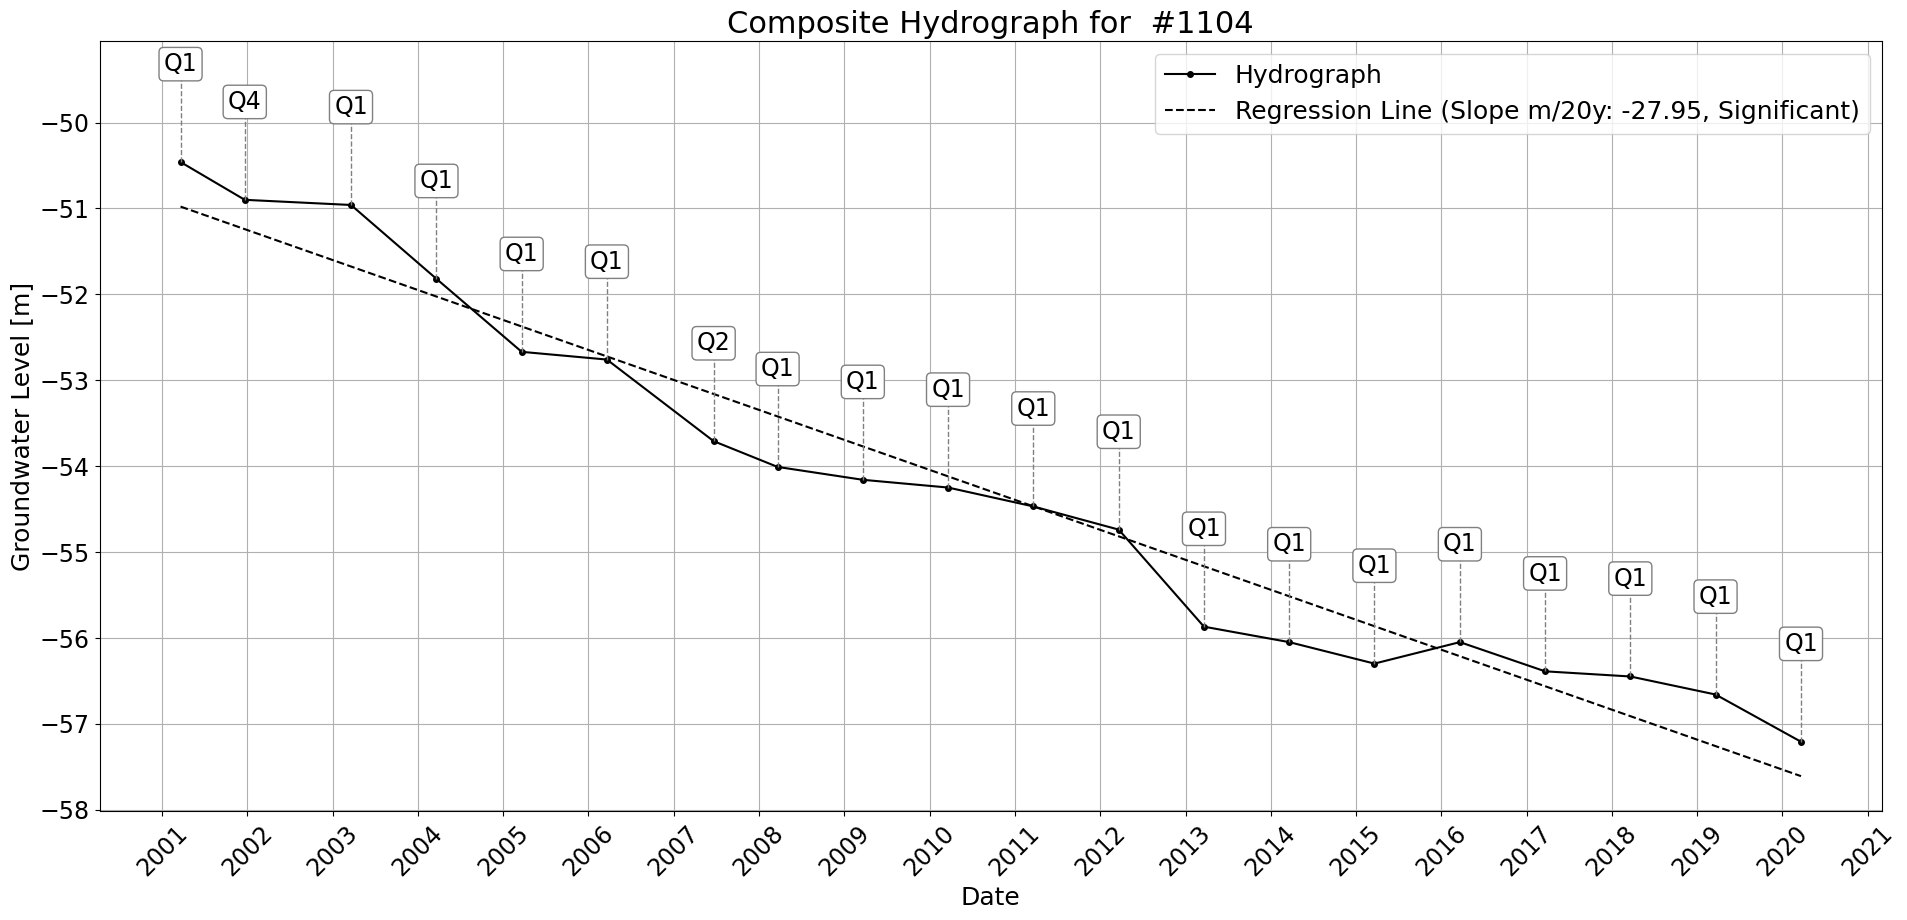 Composite Hydrograph for  #1104
Hydrograph
Regression Line (Slope m/20y: -27.95, Significant)
Q1
Q4
Q1
Q1
Q1
Q1
Q2
Q1
Q1
Q1
Q1
Q1
Q1
Q1
Q1
Q1
Q1
Q1
Q1
Q1
Groundwater Level [m]
−50
−51
−52
−53
−54
−55
−56
−57
−58
2001
2002
2003
2004
2005
2006
2007
2008
2009
2010
2011
2012
2013
2014
2015
2016
2017
2018
2019
2020
2021
Date